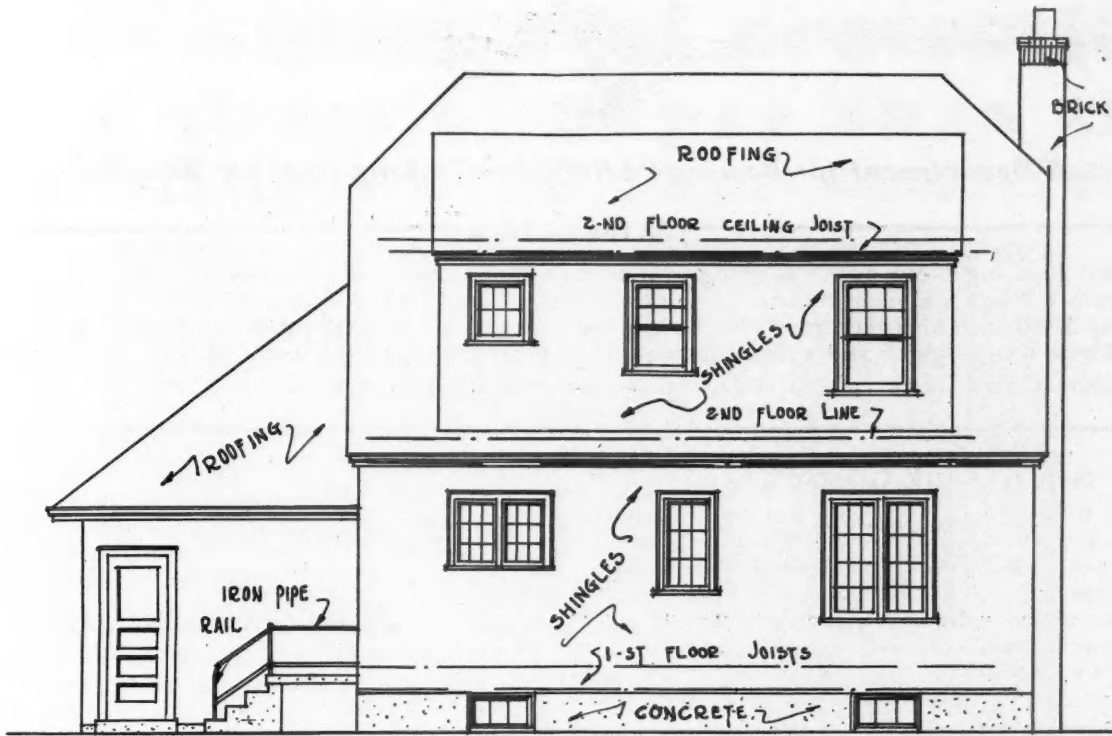 BRICK
ROOFING
2-ND FLOOR CEILING JOIST
SHINGLES
2ND FLOOR LINE
ROOFING
SHINGLES
IRON PIPE
RAIL
1-ST FLOOR JOISTS
CONCRETE